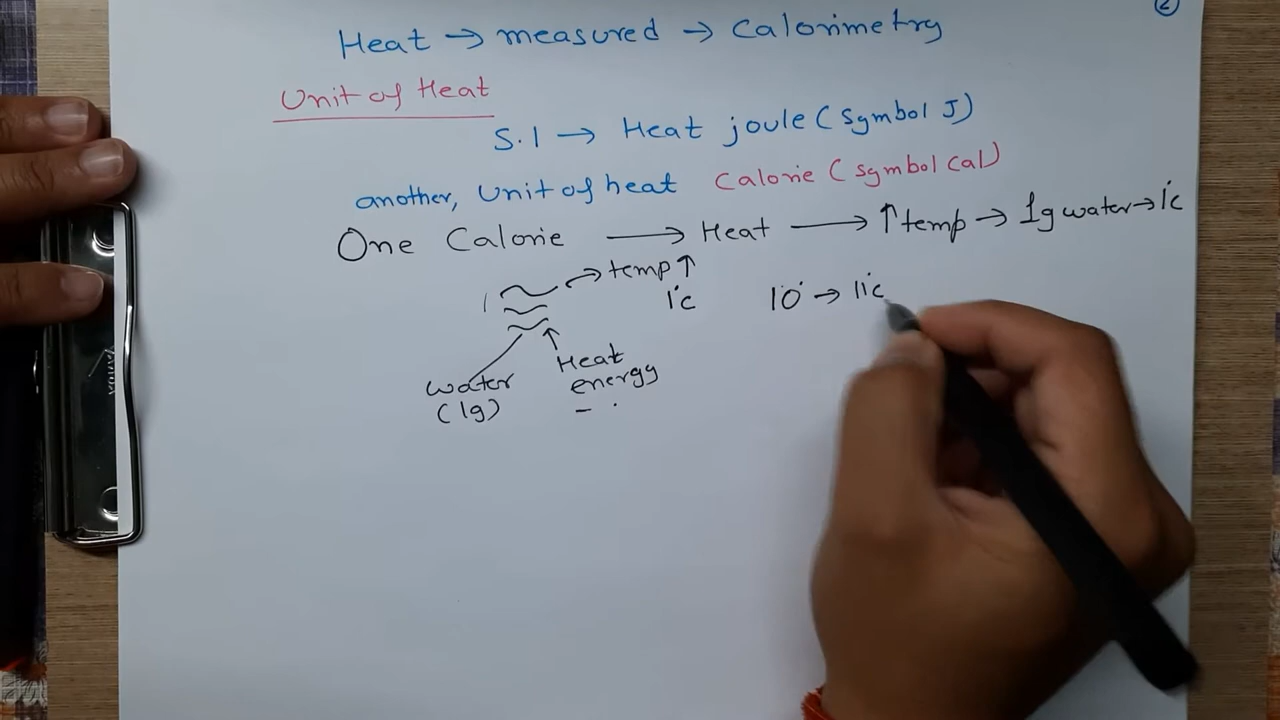 2
Heat → measured → Calorimetry
Unit of Heat
S.I → Heat joule (Symbol J)
another, Unit of heat Calorie (symbol cal)
One Calorie → Heat → ↑ temp → 1g water → 1°c
→ temp ↑
1°c 10° → 11°c
Heat
water energy
(1g)